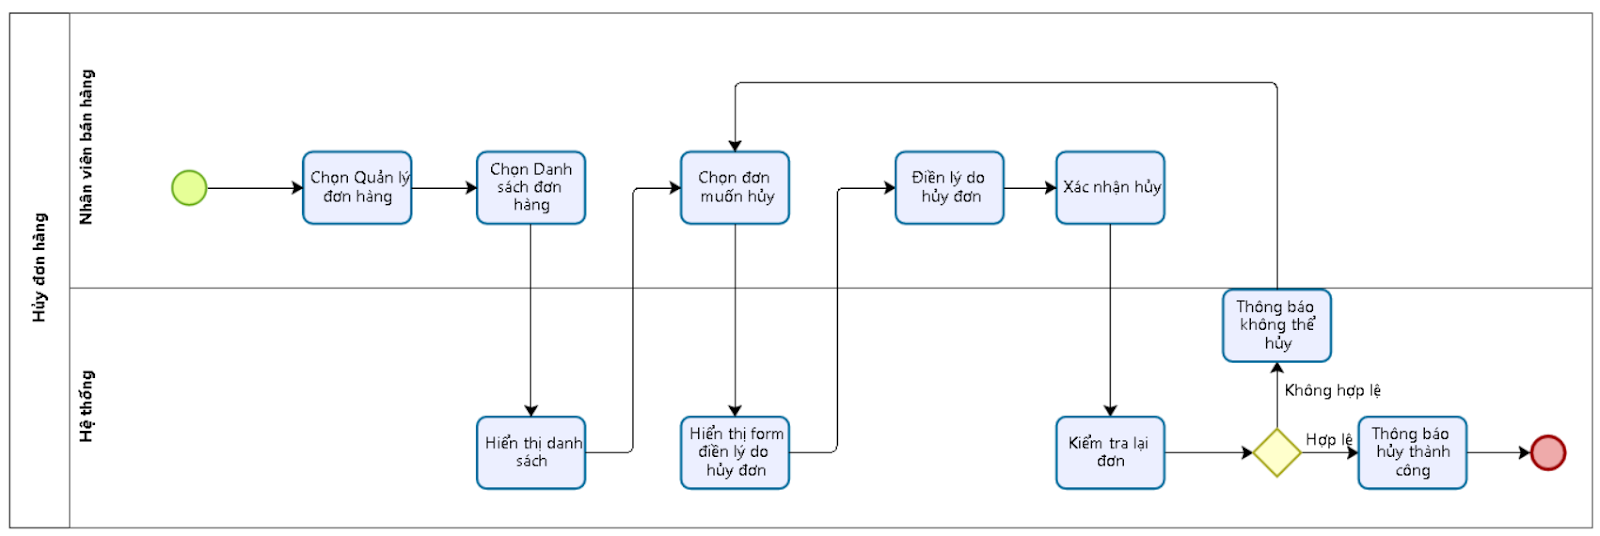 Hủy đơn hàng
Nhân viên bán hàng
Chọn Quản lý
đơn hàng
Chọn Danh
sách đơn
hàng
Chọn đơn
muốn hủy
Điền lý do
hủy đơn
Xác nhận hủy
Hệ thống
Hiển thị danh
sách
Hiển thị form
điền lý do
hủy đơn
Kiểm tra lại
đơn
Thông báo
không thể
hủy
Không hợp lệ
Hợp lệ
Thông báo
hủy thành
công